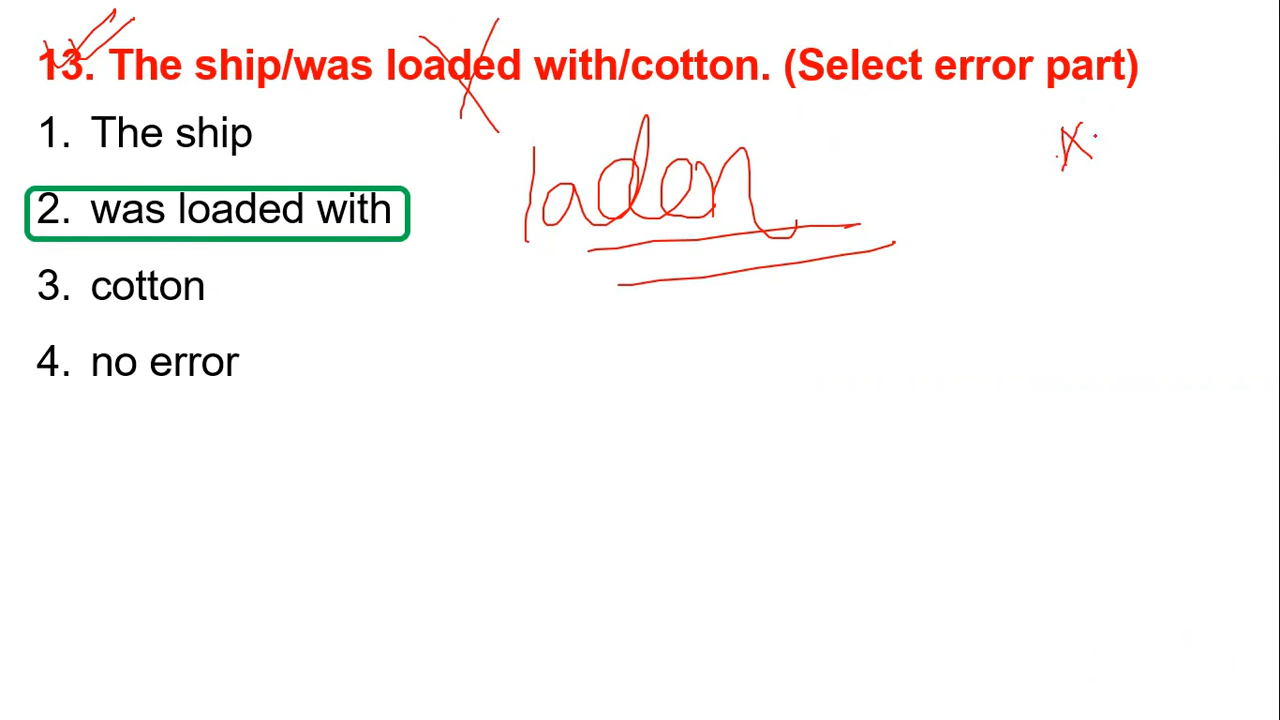 13. The ship/was loaded with/cotton. (Select error part)
1. The ship
laden
2. was loaded with
3. cotton
4. no error